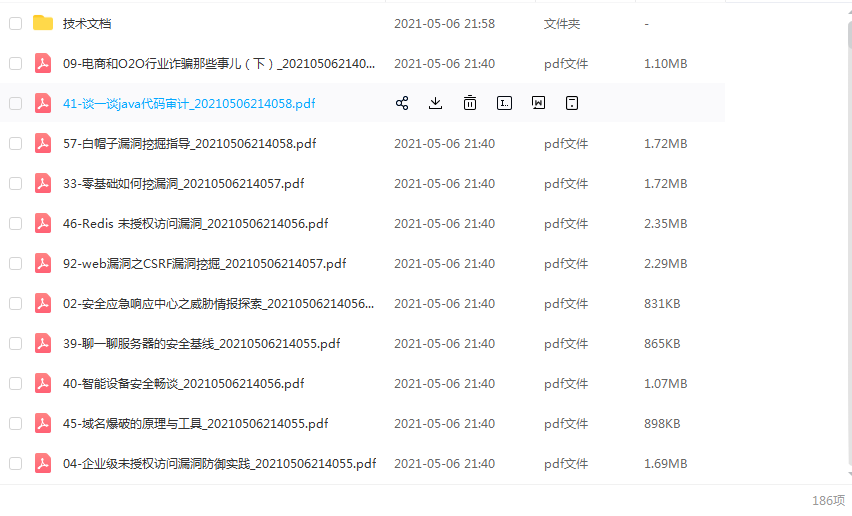 技术文档 2021-05-06 21:58 文件夹 -
09-电商和O2O行业诈骗那些事儿（下）_202105062140... 2021-05-06 21:40 pdf文件 1.10MB
41-谈一谈java代码审计_20210506214058.pdf
57-白帽子漏洞挖掘指导_20210506214058.pdf 2021-05-06 21:40 pdf文件 1.72MB
33-零基础如何挖漏洞_20210506214057.pdf 2021-05-06 21:40 pdf文件 1.72MB
46-Redis 未授权访问漏洞_20210506214056.pdf 2021-05-06 21:40 pdf文件 2.35MB
92-web漏洞之CSRF漏洞挖掘_20210506214057.pdf 2021-05-06 21:40 pdf文件 2.29MB
02-安全应急响应中心之威胁情报探索_20210506214056... 2021-05-06 21:40 pdf文件 831KB
39-聊一聊服务器的安全基线_20210506214055.pdf 2021-05-06 21:40 pdf文件 865KB
40-智能设备安全畅谈_20210506214056.pdf 2021-05-06 21:40 pdf文件 1.07MB
45-域名爆破的原理与工具_20210506214055.pdf 2021-05-06 21:40 pdf文件 898KB
04-企业级未授权访问漏洞防御实践_20210506214055.pdf 2021-05-06 21:40 pdf文件 1.69MB
186项